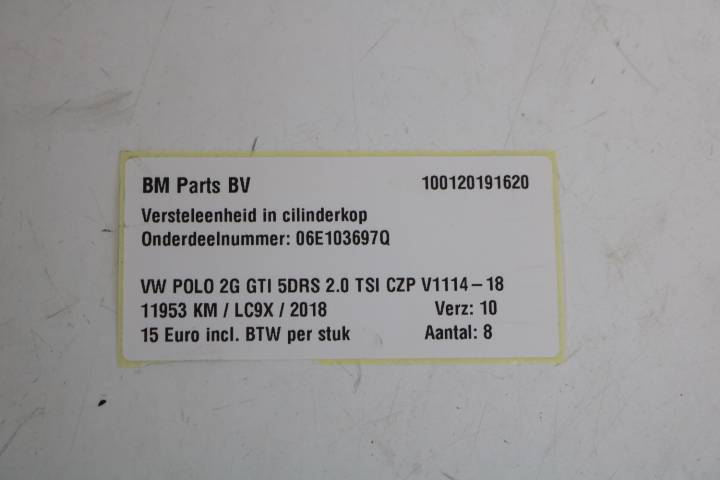 BM Parts BV 100120191620
Versteleenheid in cilinderkop
Onderdeelnummer: 06E103697Q
VW POLO 2G GTI 5DRS 2.0 TSI CZP V1114-18
11953 KM / LC9X / 2018 Verz: 10
15 Euro incl. BTW per stuk Aantal: 8